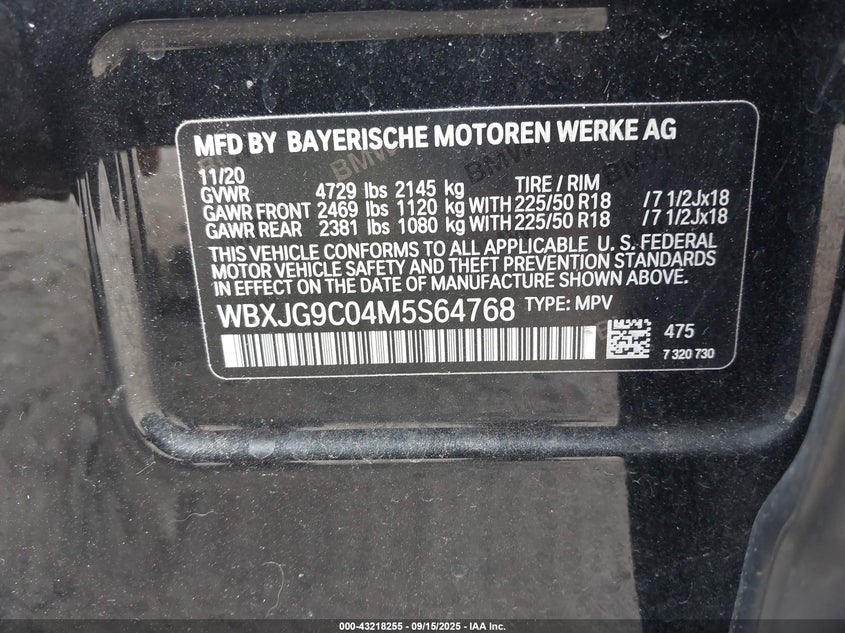 MFD BY BAYERISCHE MOTOREN WERKE AG
11/20 TIRE / RIM
GVWR 4729 lbs 2145 kg
GAWR FRONT 2469 lbs 1120 kg WITH 225/50 R18 /7 1/2Jx18
GAWR REAR 2381 lbs 1080 kg WITH 225/50 R18 /7 1/2Jx18
THIS VEHICLE CONFORMS TO ALL APPLICABLE U. S. FEDERAL
MOTOR VEHICLE SAFETY AND THEFT PREVENTION STANDARDS
IN EFFECT ON THE DATE OF MANUFACTURE SHOWN ABOVE.
WBXJG9C04M5S64768 TYPE: MPV
475
7 320 730
BMW
BMW
BMW
000-43218255 - 09/15/2025 - IAA Inc.